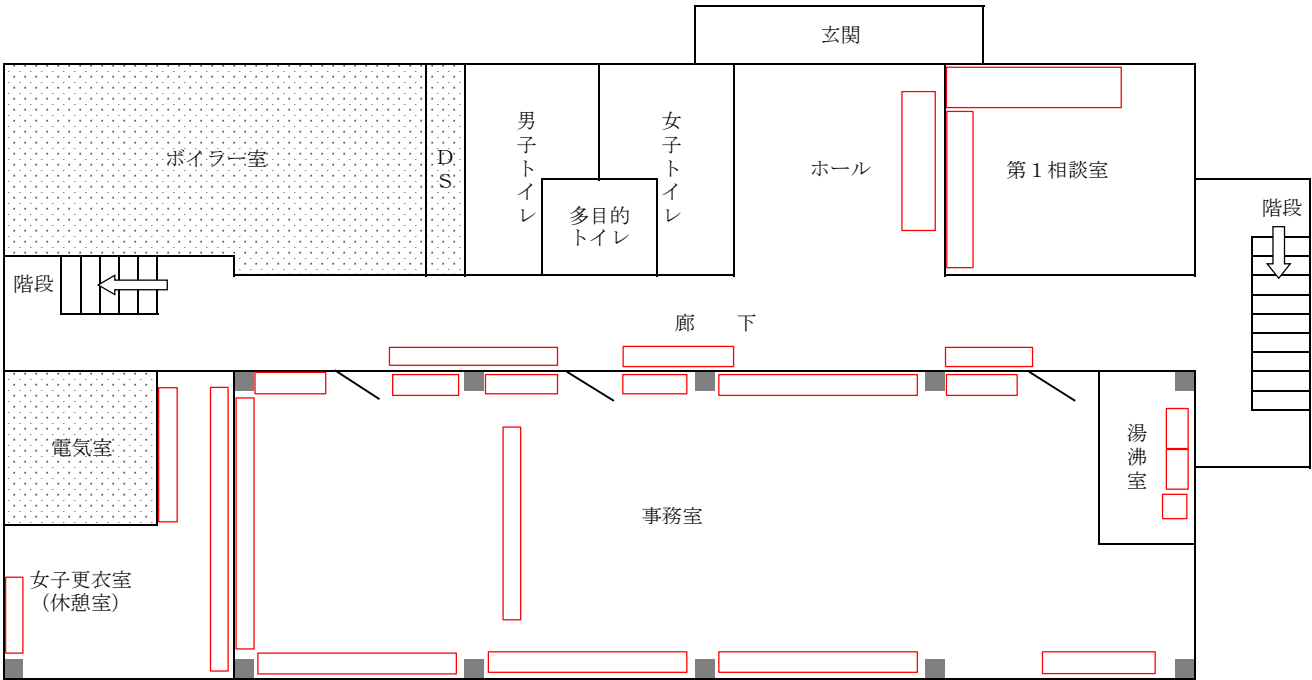 玄関
ボイラー室
DS
男子トイレ
女子トイレ
多目的
トイレ
ホール
第１相談室
階段
階段
廊　下
電気室
湯沸室
事務室
女子更衣室
（休憩室）